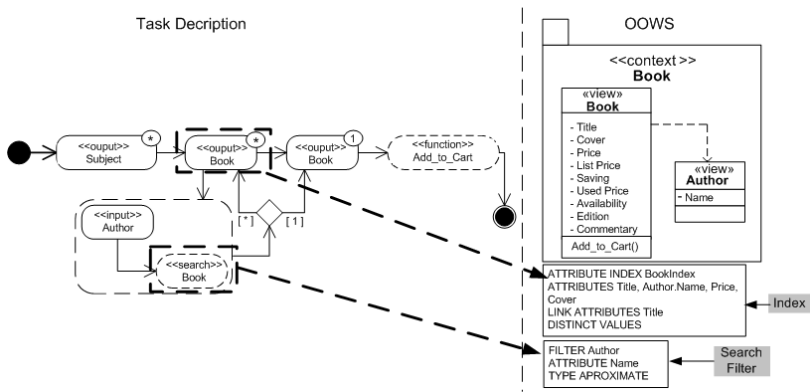 Task Decription
OOWS
<<context >>
Book
«view»
Book
- Title
- Cover
- Price
- List Price
- Saving
- Used Price
- Availability
- Edition
- Commentary
Add_to_Cart()
«view»
Author
- Name
<<ouput>>
Subject
*
<<ouput>>
Book
*
<<ouput>>
Book
1
<<function>>
Add_to_Cart
[ * ]
[ 1 ]
<<input>>
Author
<<search>>
Book
ATTRIBUTE INDEX BookIndex
ATTRIBUTES Title, Author.Name, Price,
Cover
LINK ATTRIBUTES Title
DISTINCT VALUES
Index
FILTER Author
ATTRIBUTE Name
TYPE APROXIMATE
Search
Filter